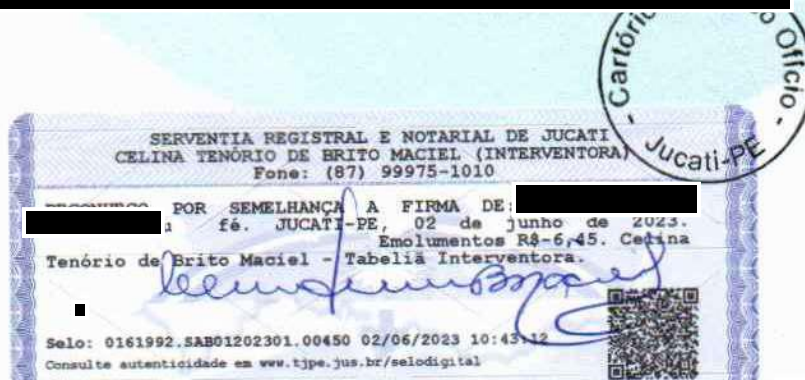 Cartório
o Ofício -
- Jucati-PE
SERVENTIA REGISTRAL E NOTARIAL DE JUCATI
CELINA TENÓRIO DE BRITO MACIEL (INTERVENTORA)
Fone: (87) 99975-1010
POR SEMELHANÇA A FIRMA DE:
fé. JUCATI-PE, 02 de junho de 2023.
Emolumentos R$-6,45. Celina
Tenório de Brito Maciel - Tabeliã Interventora.
Selo: 0161992.SAB01202301.00450 02/06/2023 10:43:12
Consulte autenticidade em www.tjpe.jus.br/selodigital